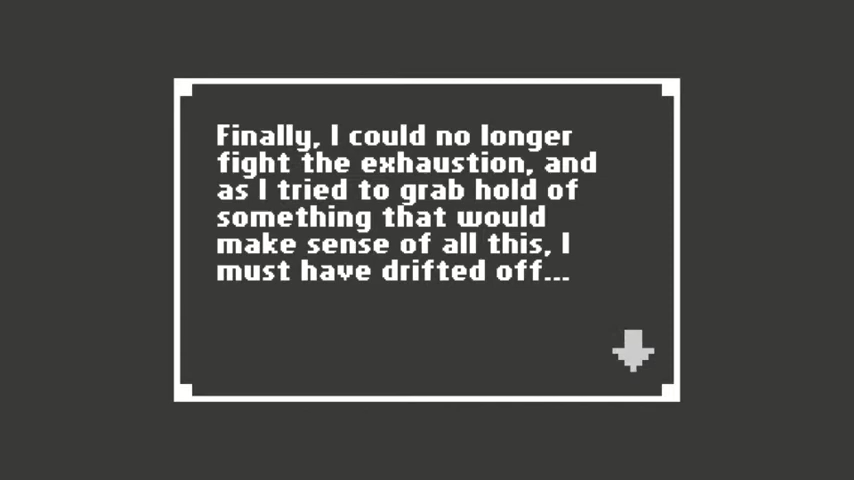 Finally, I could no longer
fight the exhaustion, and
as I tried to grab hold of
something that would
make sense of all this, I
must have drifted off...